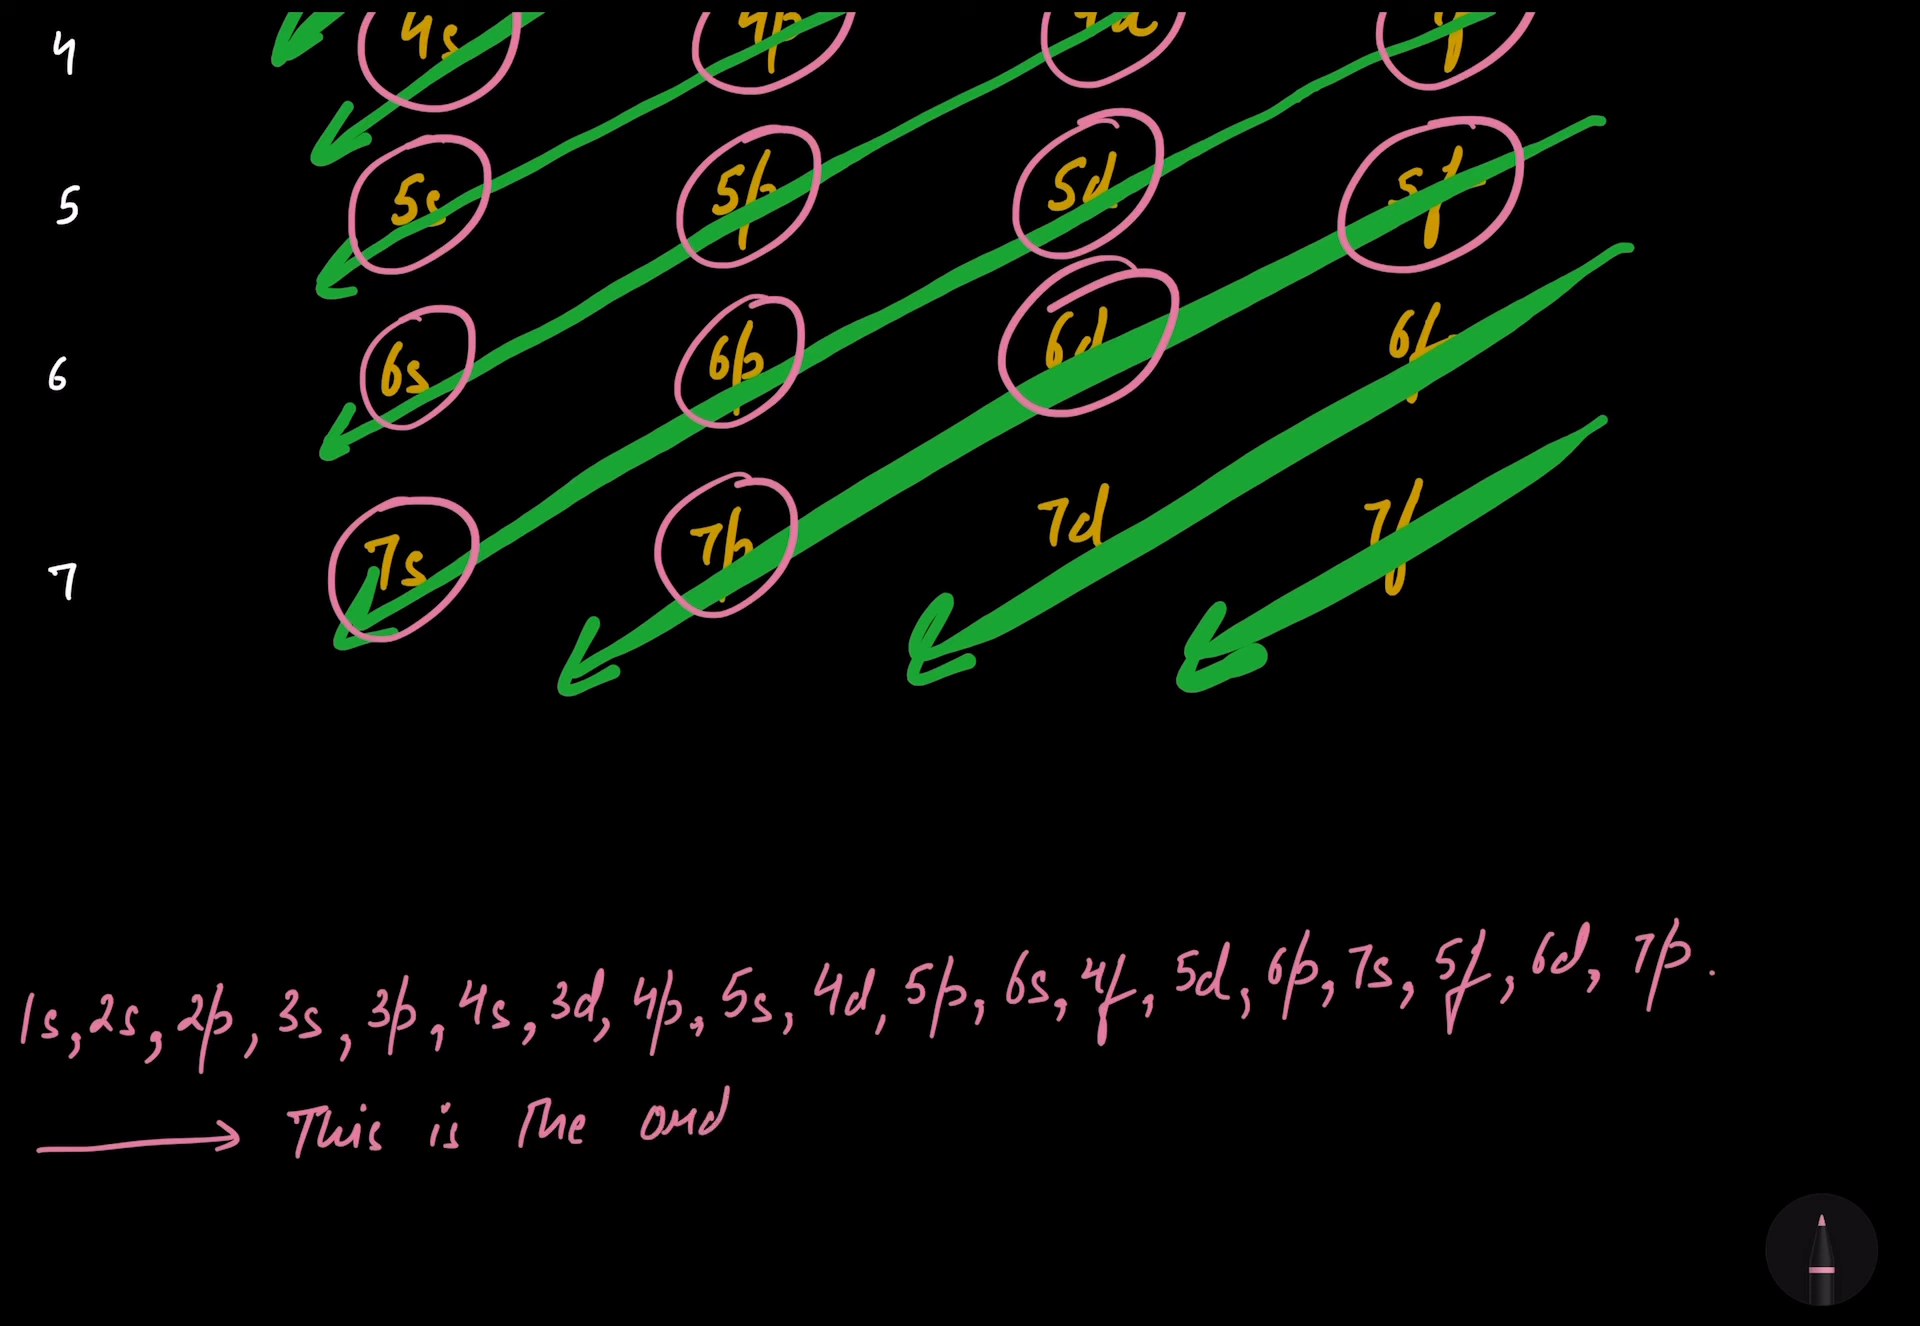 4 4s 4p 4d f
5 5s 5p 5d 5f
6 6s 6p 6d 6f
7 7s 7p 7d 7f
1s, 2s, 2p, 3s, 3p, 4s, 3d, 4p, 5s, 4d, 5p, 6s, 4f, 5d, 6p, 7s, 5f, 6d, 7p.
→ This is the ord